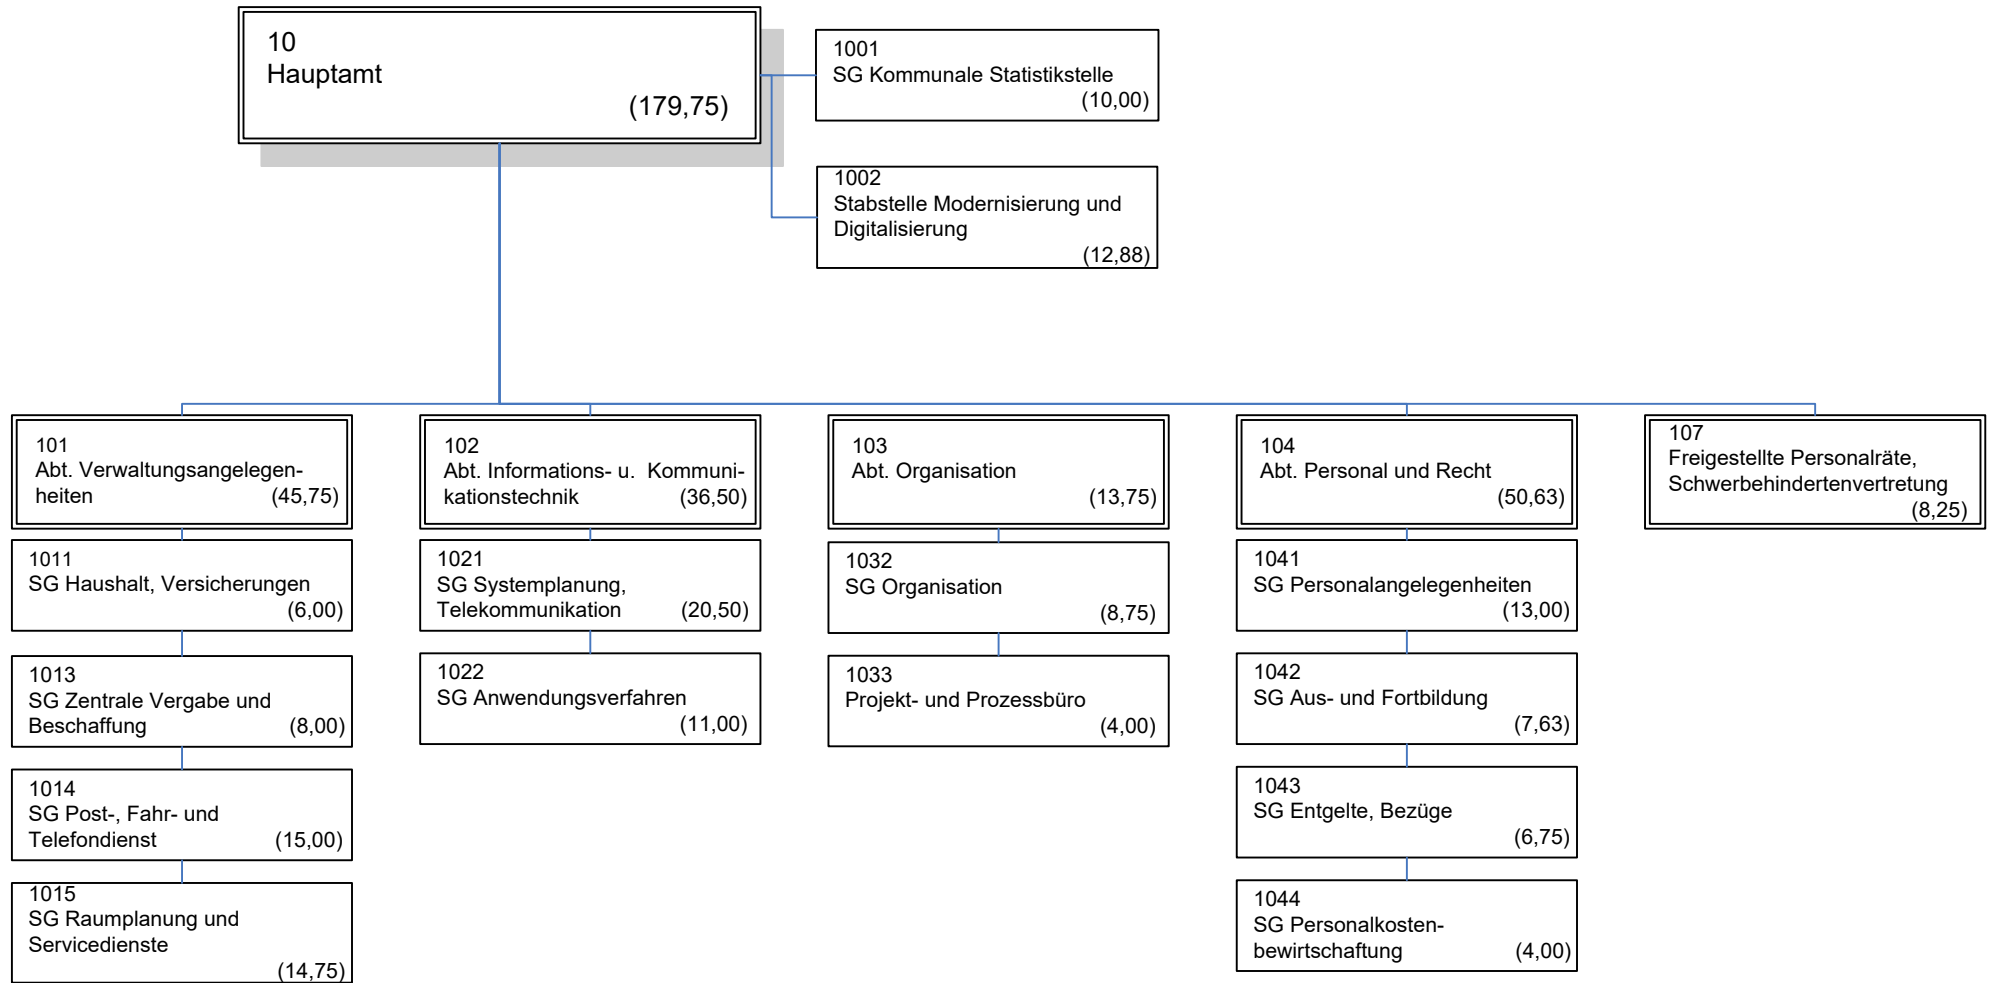 10
Hauptamt
(179,75)
1001
SG Kommunale Statistikstelle
(10,00)
1002
Stabstelle Modernisierung und
Digitalisierung
(12,88)
101
Abt. Verwaltungsangelegen-
heiten (45,75)
1011
SG Haushalt, Versicherungen
(6,00)
1013
SG Zentrale Vergabe und
Beschaffung (8,00)
1014
SG Post-, Fahr- und
Telefondienst (15,00)
1015
SG Raumplanung und
Servicedienste
(14,75)
102
Abt. Informations- u. Kommuni-
kationstechnik (36,50)
1021
SG Systemplanung,
Telekommunikation (20,50)
1022
SG Anwendungsverfahren
(11,00)
103
Abt. Organisation
(13,75)
1032
SG Organisation
(8,75)
1033
Projekt- und Prozessbüro
(4,00)
104
Abt. Personal und Recht
(50,63)
1041
SG Personalangelegenheiten
(13,00)
1042
SG Aus- und Fortbildung
(7,63)
1043
SG Entgelte, Bezüge
(6,75)
1044
SG Personalkosten-
bewirtschaftung (4,00)
107
Freigestellte Personalräte,
Schwerbehindertenvertretung
(8,25)